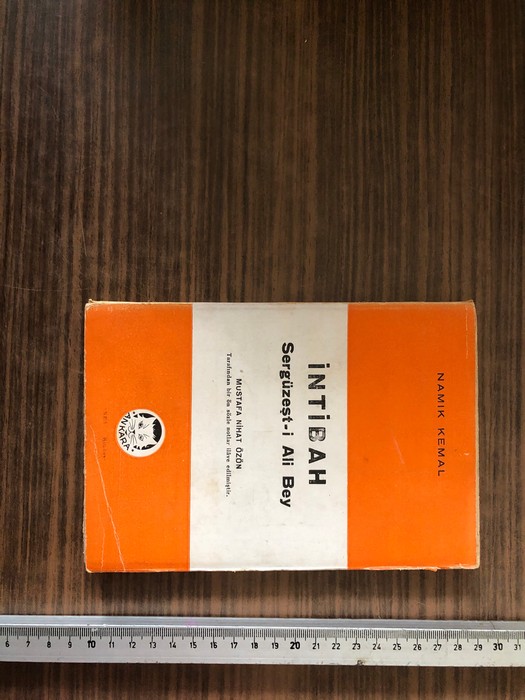 NAMIK KEMAL
İNTİBAH
Sergüzeşt-i Ali Bey
MUSTAFA NİHAT ÖZÖN
Tarafından bir ön sözle notlar ilâve edilmiştir.
ANKARA
6 7 8 9 10 11 12 13 14 15 16 17 18 19 20 21 22 23 24 25 26 27 28 29 30 31